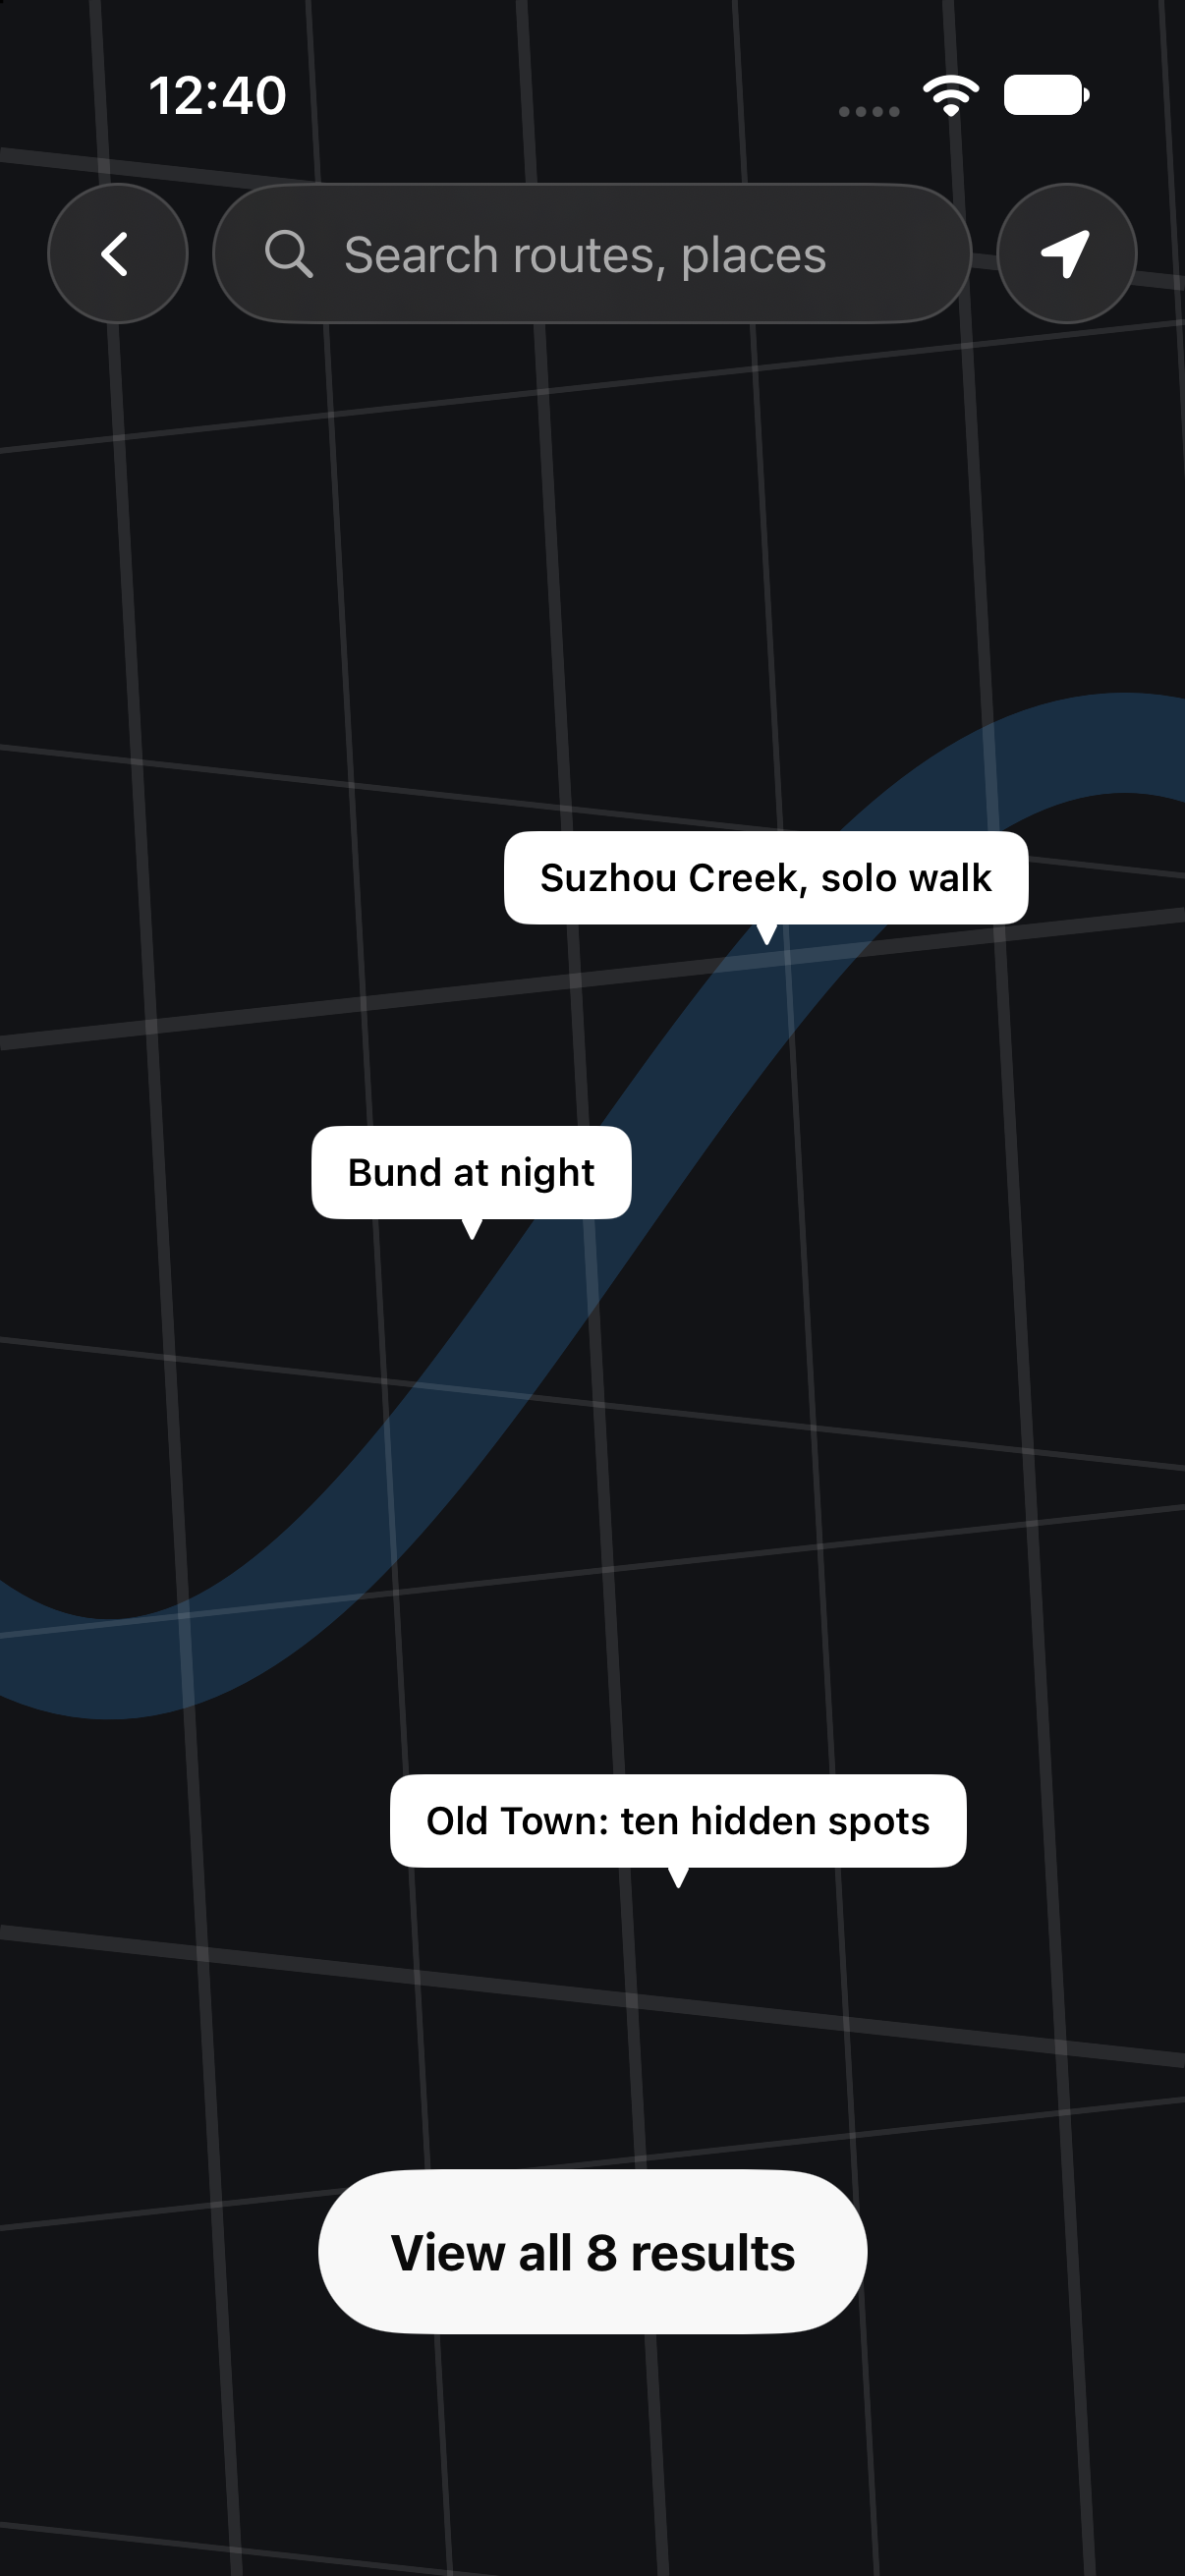 12:40
Search routes, places
Suzhou Creek, solo walk
Bund at night
Old Town: ten hidden spots
View all 8 results